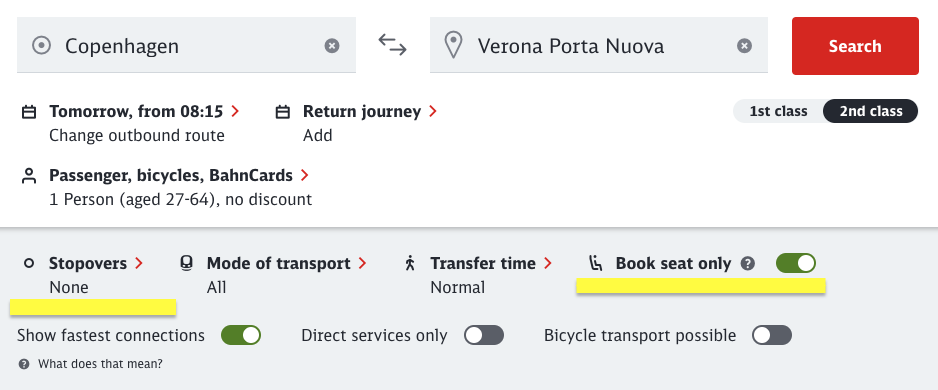 Copenhagen
Verona Porta Nuova
Search
Tomorrow, from 08:15
Change outbound route
Return journey
Add
1st class
2nd class
Passenger, bicycles, BahnCards
1 Person (aged 27-64), no discount
Stopovers
None
Mode of transport
All
Transfer time
Normal
Book seat only ?
Show fastest connections
Direct services only
Bicycle transport possible
? What does that mean?